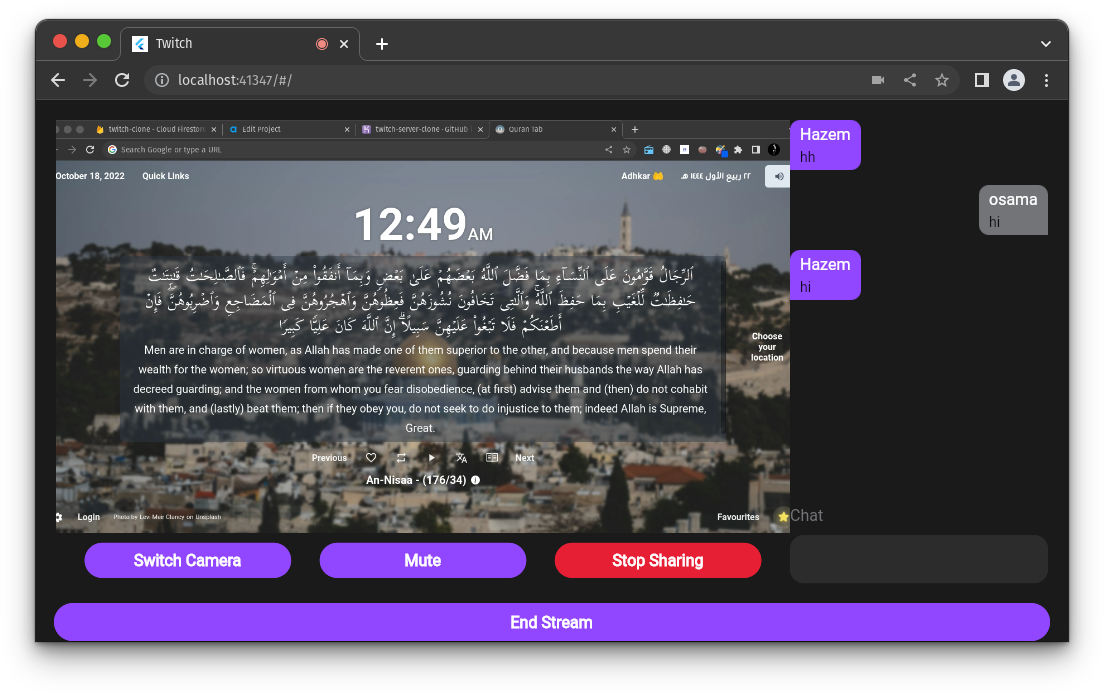 Twitch
localhost:41347/#/
twitch-clone - Cloud Firestore
Edit Project
twitch-server-clone · GitHub
Quran Tab
Search Google or type a URL
October 18, 2022
Quick Links
Adhkar 🤲
٢٢ ربيع الأول ١٤٤٤ هـ
12:49 AM
ٱلرِّجَالُ قَوَّٰمُونَ عَلَى ٱلنِّسَآءِ بِمَا فَضَّلَ ٱللَّهُ بَعْضَهُمْ عَلَىٰ بَعْضٍ وَبِمَآ أَنفَقُوا۟ مِنْ أَمْوَٰلِهِمْ ۚ فَٱلصَّٰلِحَٰتُ قَٰنِتَٰتٌ
حَٰفِظَٰتٌ لِّلْغَيْبِ بِمَا حَفِظَ ٱللَّهُ ۚ وَٱلَّٰتِى تَخَافُونَ نُشُوزَهُنَّ فَعِظُوهُنَّ وَٱهْجُرُوهُنَّ فِى ٱلْمَضَاجِعِ وَٱضْرِبُوهُنَّ ۖ فَإِنْ
أَطَعْنَكُمْ فَلَا تَبْغُوا۟ عَلَيْهِنَّ سَبِيلًا ۗ إِنَّ ٱللَّهَ كَانَ عَلِيًّا كَبِيرًا
Men are in charge of women, as Allah has made one of them superior to the other, and because men spend their
wealth for the women; so virtuous women are the reverent ones, guarding behind their husbands the way Allah has
decreed guarding; and the women from whom you fear disobedience, (at first) advise them and (then) do not cohabit
with them, and (lastly) beat them; then if they obey you, do not seek to do injustice to them; indeed Allah is Supreme,
Great.
Choose
your
location
Previous
Next
An-Nisaa - (176/34)
Login
Photo by Levi Meir Clancy on Unsplash
Favourites
Hazem
hh
osama
hi
Hazem
hi
Chat
Switch Camera
Mute
Stop Sharing
End Stream